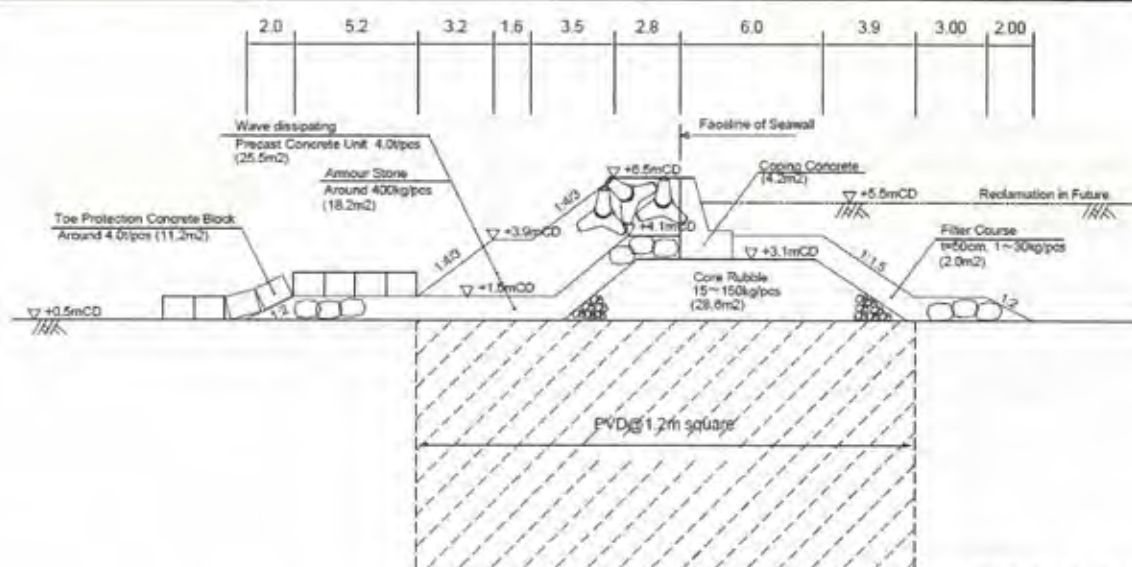 2.0 5.2 3.2 1.6 3.5 2.8 6.0 3.9 3.00 2.00
Wave dissipating
Precast Concrete Unit 4.0t/pcs
(25.5m2)
Faceline of Seawall
Armour Stone
Around 400kg/pcs
(18.2m2)
+6.5mCD
Coping Concrete
(4.2m2)
+5.5mCD
Reclamation in Future
Toe Protection Concrete Block
Around 4.0t/pcs (11.2m2)
1:4/3
+3.9mCD
+4.1mCD
Filter Course
t=50cm, 1~30kg/pcs
(2.0m2)
1:4/3
+3.1mCD
1:1.5
Core Rubble
15~150kg/pcs
(28.6m2)
+1.5mCD
+0.5mCD
1:2
1:2
PVD@1.2m square